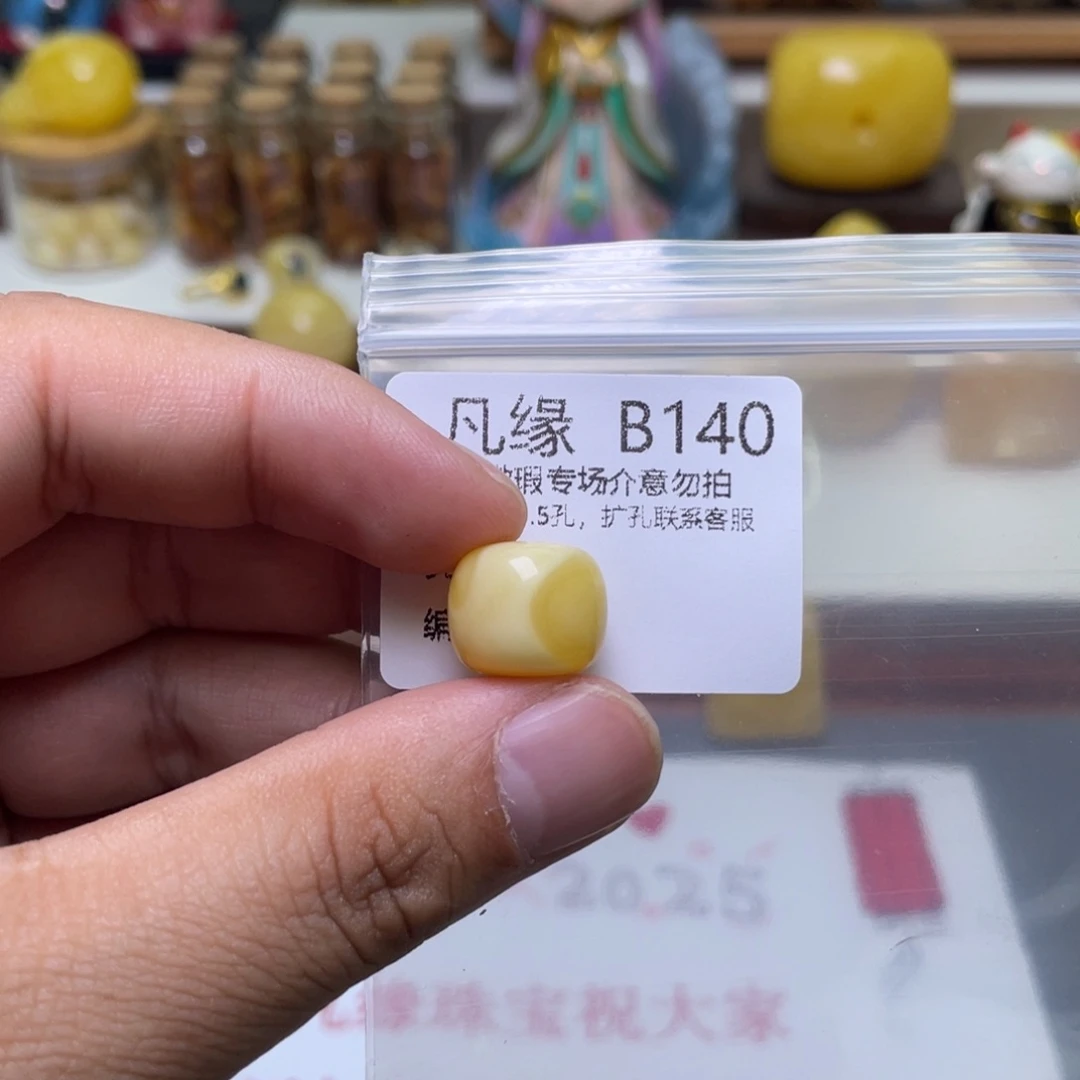 凡缘 B140
瑕专场介意勿拍
.5孔，扩孔联系客服
编
2025
缘珠宝祝大家